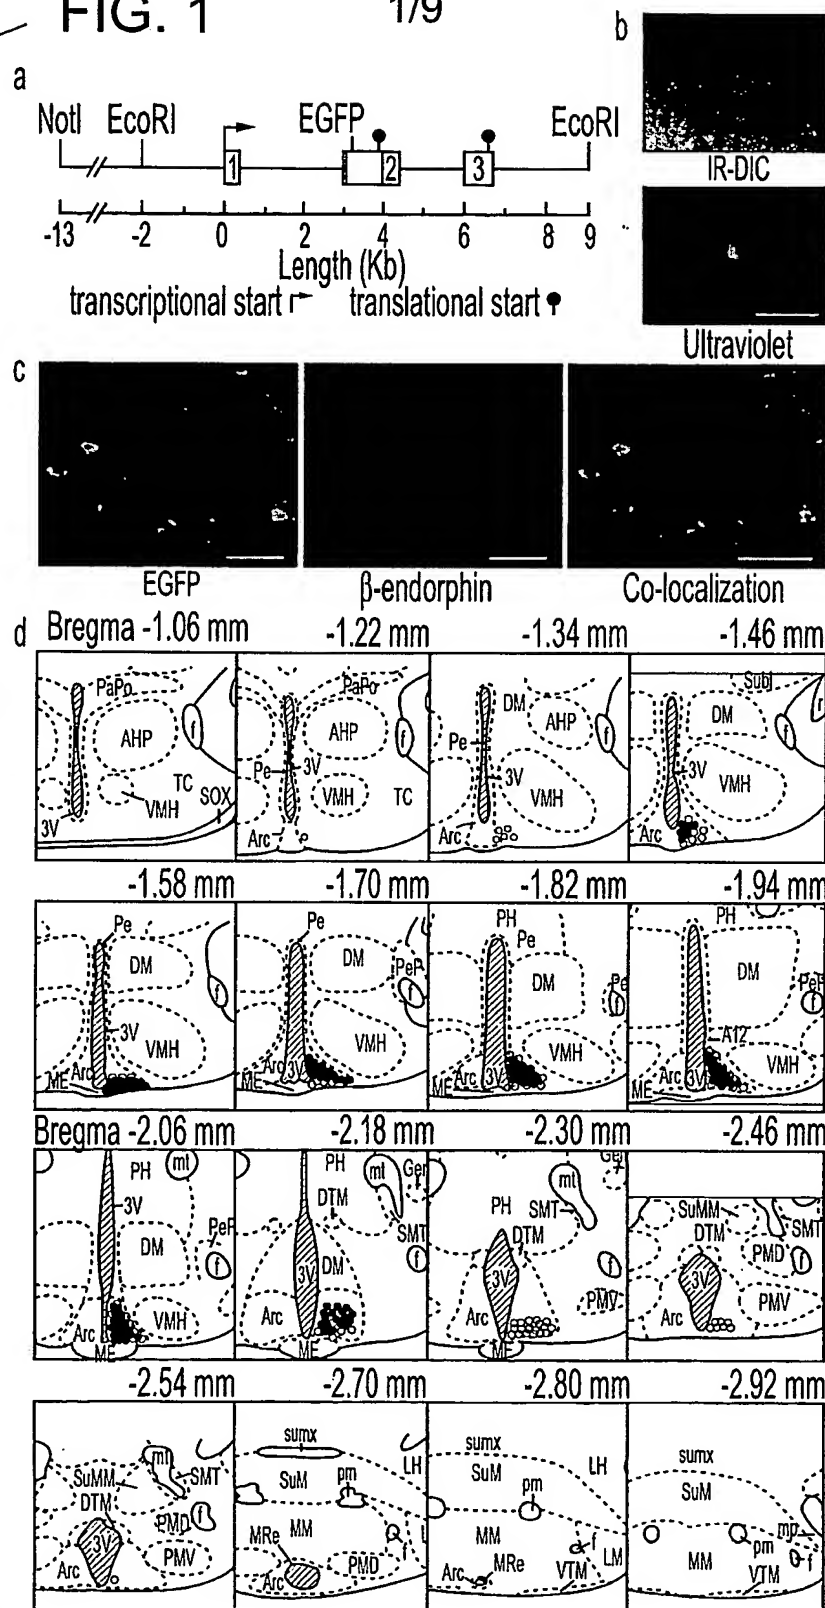 FIG. 1
1/9
a
NotI EcoRI EGFP EcoRI
1 2 3
-13 -2 0 2 4 6 8 9
Length (Kb)
transcriptional start translational start
b
IR-DIC
Ultraviolet
c
EGFP β-endorphin Co-localization
d Bregma -1.06 mm -1.22 mm -1.34 mm -1.46 mm
PaPo AHP f TC VMH SOX 3V
PaPo AHP f Pe 3V VMH TC Arc
DM AHP f Pe 3V VMH Arc
SubI DM f 3V VMH Arc
-1.58 mm -1.70 mm -1.82 mm -1.94 mm
Pe DM f 3V VMH Arc ME
Pe DM PeF f VMH Arc 3V ME
PH Pe DM f VMH ME Arc 3V
PH DM PeF f A12 VMH ME Arc 3V
Bregma -2.06 mm -2.18 mm -2.30 mm -2.46 mm
PH mt 3V DM PeF f Arc VMH ME
PH mt Gem DTM SMT 3V DM f Arc ME
mt PH SMT DTM 3V f Arc PMV ME
SuMM DTM SMT PMD f 3V Arc PMV
-2.54 mm -2.70 mm -2.80 mm -2.92 mm
mt SuMM SMT DTM PMD f 3V Arc PMV
sumx LH SuM pm MM MRe f Arc PMD
sumx SuM LH pm MM f LM Arc MRe VTM
sumx SuM mp pm MM f VTM